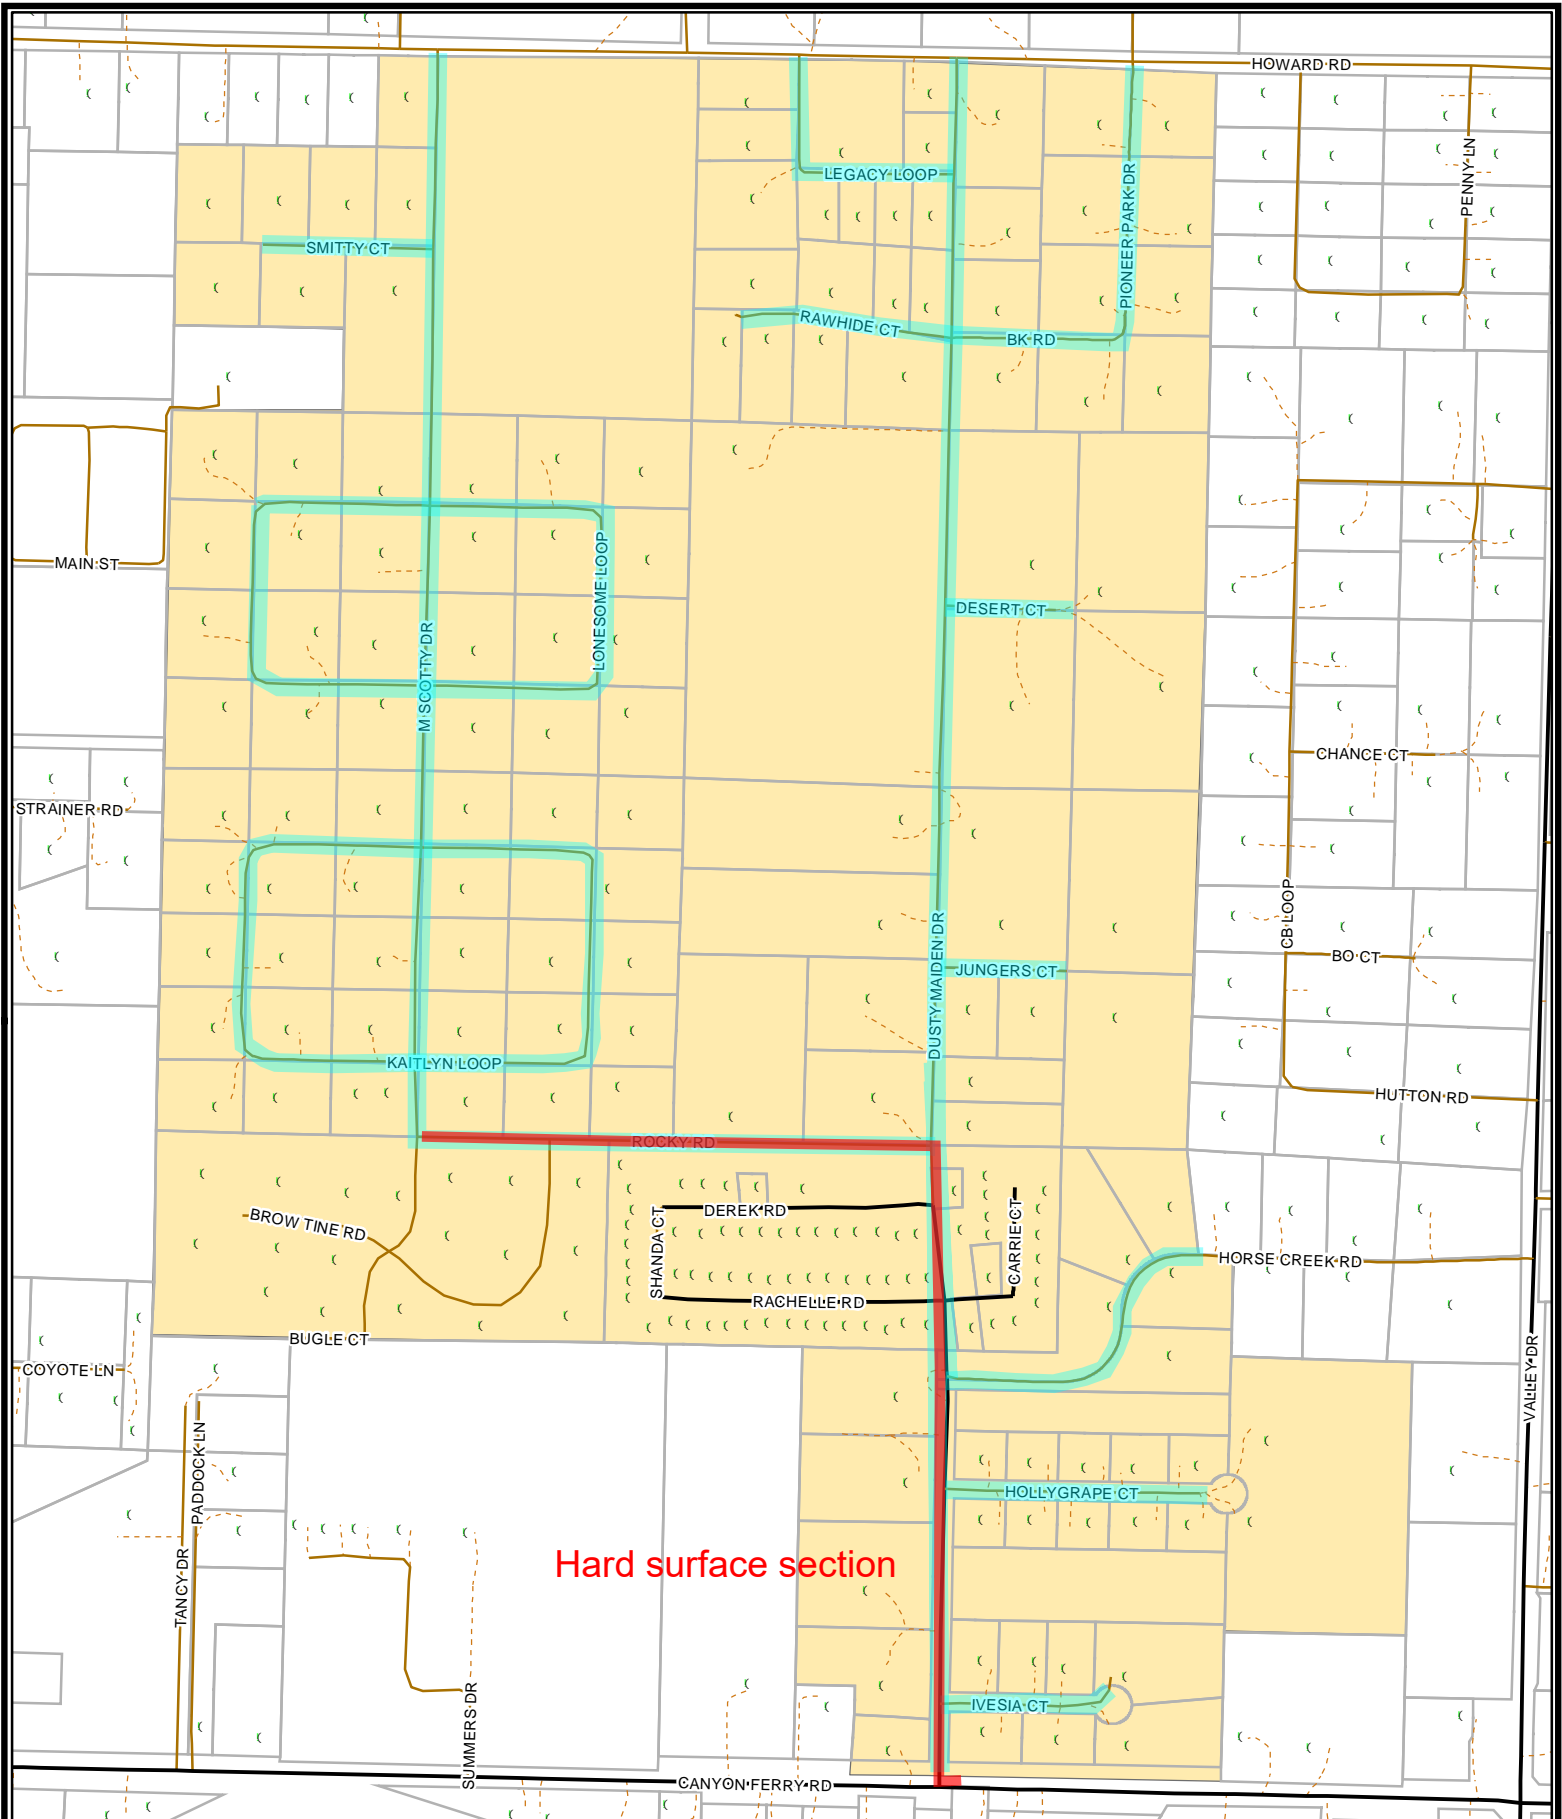 HOWARD RD
PENNY LN
LEGACY LOOP
PIONEER PARK DR
SMITTY CT
RAWHIDE CT
BK RD
MAIN ST
LONESOME LOOP
DESERT CT
M SCOTTY DR
CHANCE CT
STRAINER RD
CB LOOP
BO CT
DUSTY MAIDEN DR
JUNGERS CT
KAITLYN LOOP
HUTTON RD
ROCKY RD
DEREK RD
BROW TINE RD
SHANDA CT
CARRIE CT
HORSE CREEK RD
RACHELLE RD
BUGLE CT
COYOTE LN
VALLEY DR
PADDOCK LN
HOLLYGRAPE CT
TANCY DR
Hard surface section
SUMMERS DR
IVESIA CT
CANYON FERRY RD